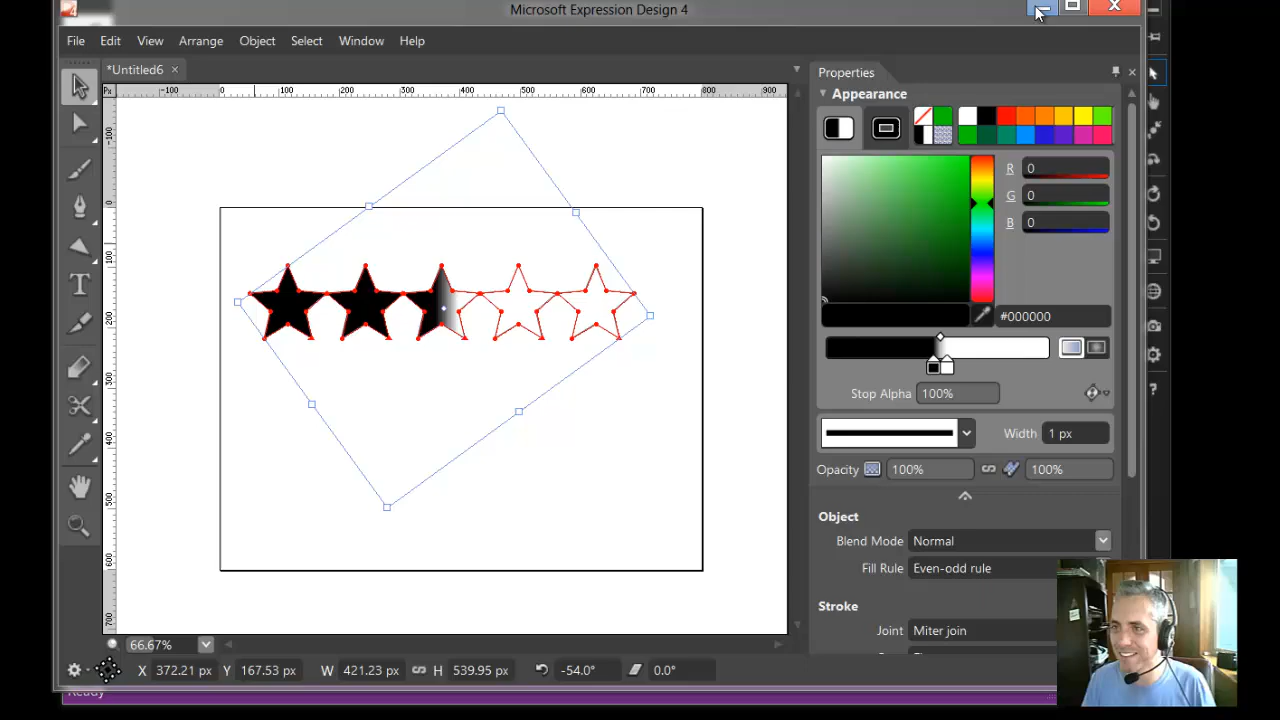 Microsoft Expression Design 4
File Edit View Arrange Object Select Window Help
*Untitled6
Properties
Px -100 0 100 200 300 400 500 600 700 800 900
Appearance
-100
0
100
200
300
400
500
600
700
R 0
G 0
B 0
#000000
Stop Alpha 100%
Width 1 px
Opacity 100% 100%
Object
Blend Mode Normal
Fill Rule Even-odd rule
Stroke
Joint Miter join
66.67%
X 372.21 px Y 167.53 px W 421.23 px H 539.95 px -54.0° 0.0°
Ready